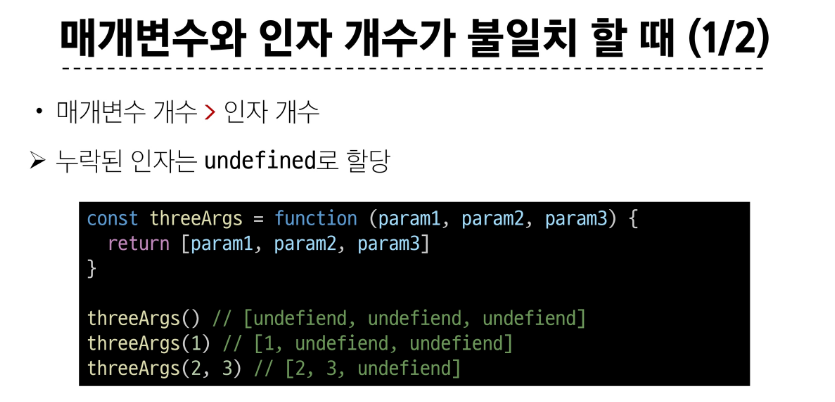 매개변수와 인자 개수가 불일치 할 때 (1/2)
• 매개변수 개수 > 인자 개수
➤ 누락된 인자는 undefined로 할당
const threeArgs = function (param1, param2, param3) {
  return [param1, param2, param3]
}
threeArgs() // [undefiend, undefiend, undefiend]
threeArgs(1) // [1, undefiend, undefiend]
threeArgs(2, 3) // [2, 3, undefiend]